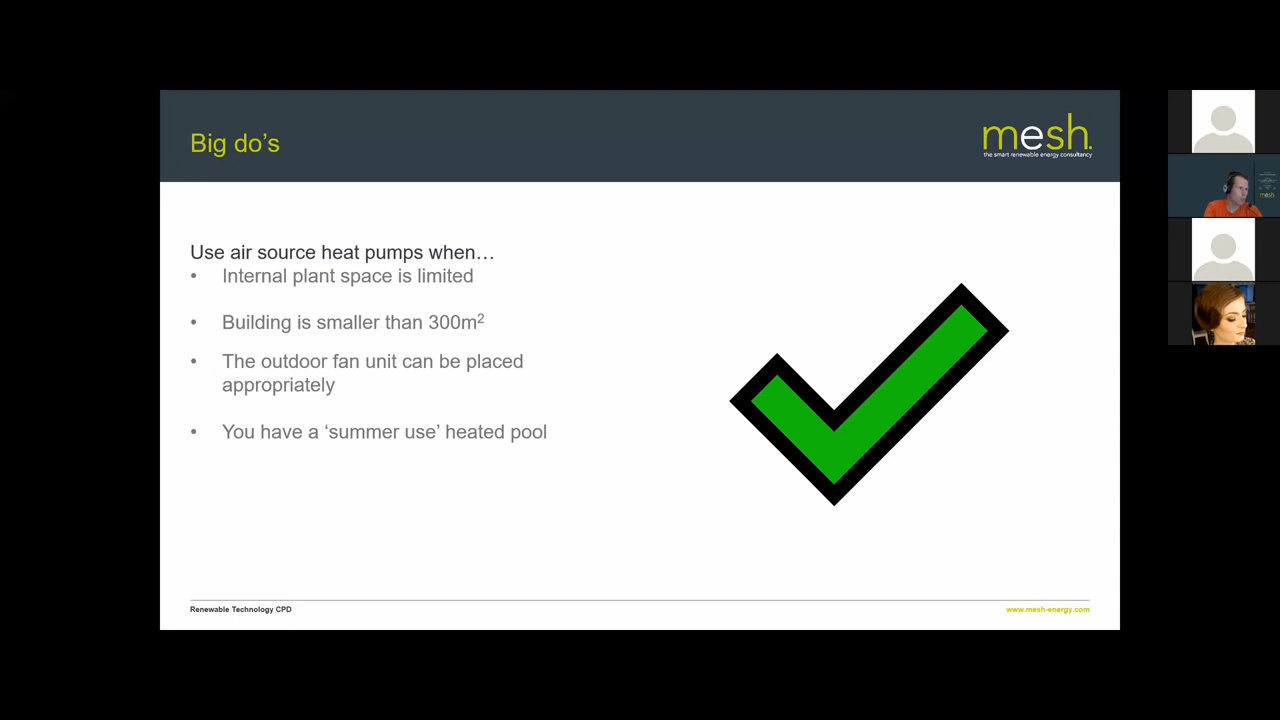 Big do’s
mesh.
the smart renewable energy consultancy
Use air source heat pumps when…
• Internal plant space is limited
• Building is smaller than 300m²
• The outdoor fan unit can be placed
appropriately
• You have a ‘summer use’ heated pool
Renewable Technology CPD
www.mesh-energy.com